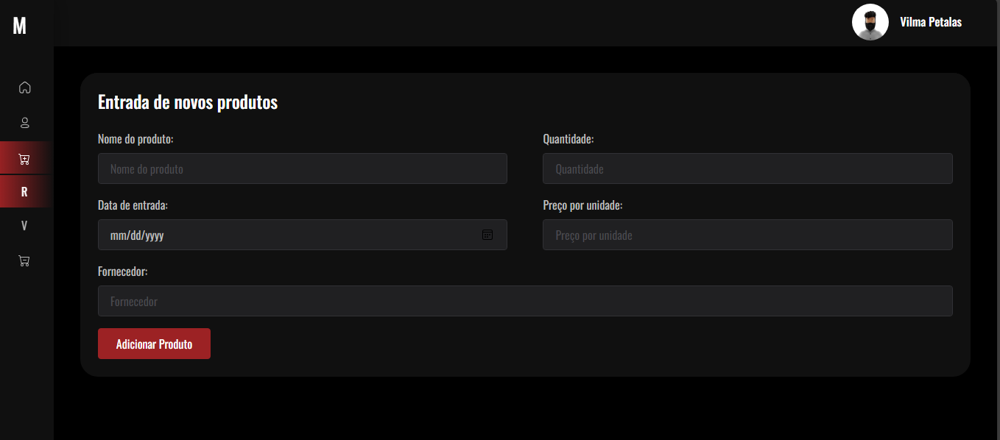 M
Vilma Petalas
Entrada de novos produtos
Nome do produto:
Quantidade:
Nome do produto
Quantidade
Data de entrada:
Preço por unidade:
mm/dd/yyyy
Preço por unidade
Fornecedor:
Fornecedor
Adicionar Produto
R
V